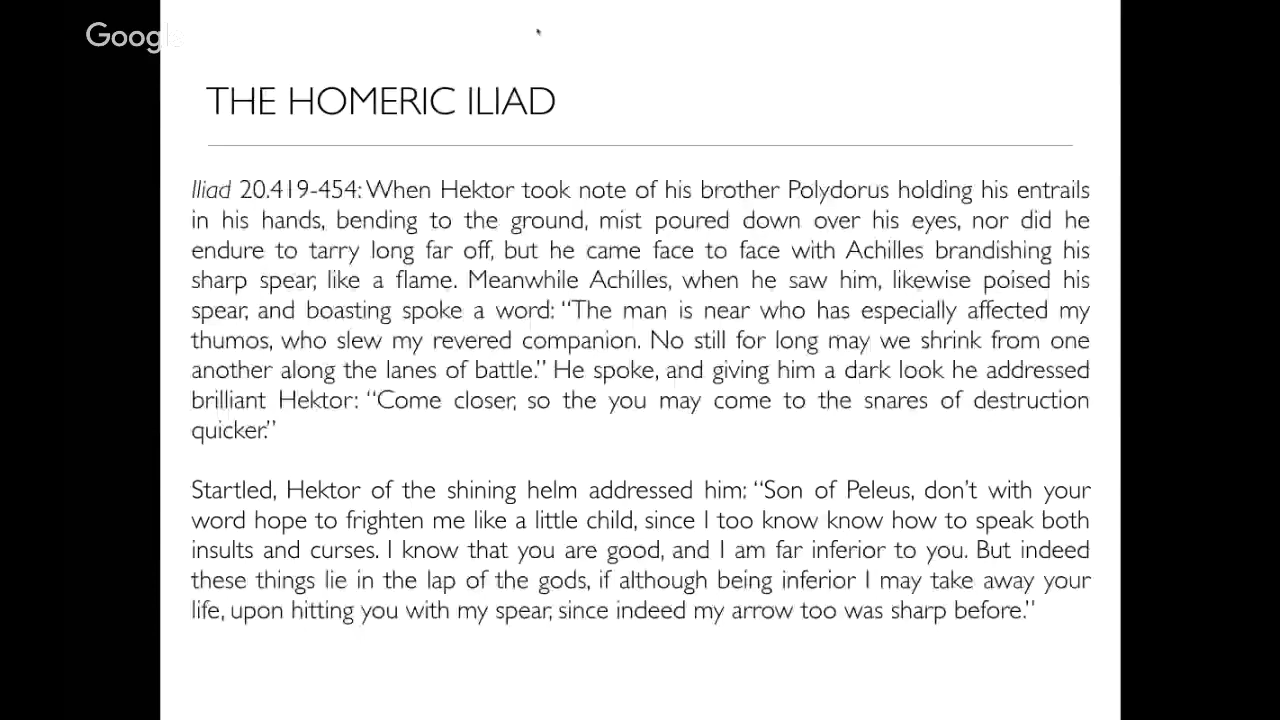 Google
THE HOMERIC ILIAD
Iliad 20.419-454: When Hektor took note of his brother Polydorus holding his entrails
in his hands, bending to the ground, mist poured down over his eyes, nor did he
endure to tarry long far off, but he came face to face with Achilles brandishing his
sharp spear, like a flame. Meanwhile Achilles, when he saw him, likewise poised his
spear, and boasting spoke a word: “The man is near who has especially affected my
thumos, who slew my revered companion. No still for long may we shrink from one
another along the lanes of battle.” He spoke, and giving him a dark look he addressed
brilliant Hektor: “Come closer, so the you may come to the snares of destruction
quicker.”
Startled, Hektor of the shining helm addressed him: “Son of Peleus, don’t with your
word hope to frighten me like a little child, since I too know know how to speak both
insults and curses. I know that you are good, and I am far inferior to you. But indeed
these things lie in the lap of the gods, if although being inferior I may take away your
life, upon hitting you with my spear, since indeed my arrow too was sharp before.”